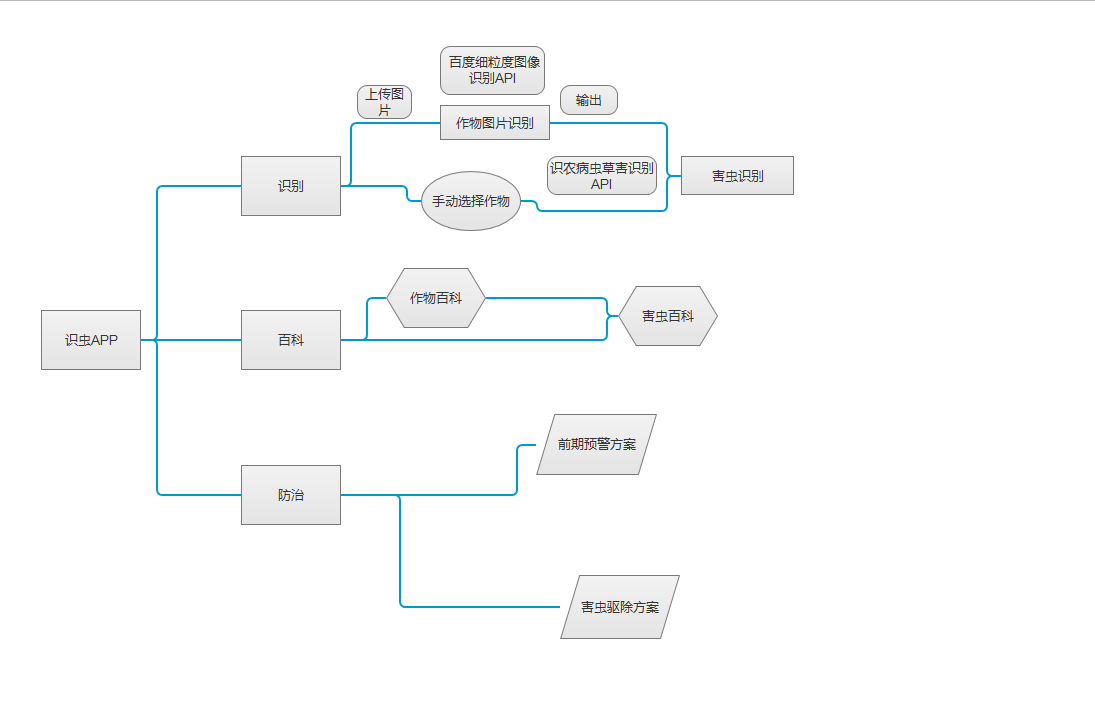 百度细粒度图像
识别API
上传图
片
输出
作物图片识别
识农病虫草害识别
API
害虫识别
识别
手动选择作物
作物百科
害虫百科
识虫APP
百科
前期预警方案
防治
害虫驱除方案